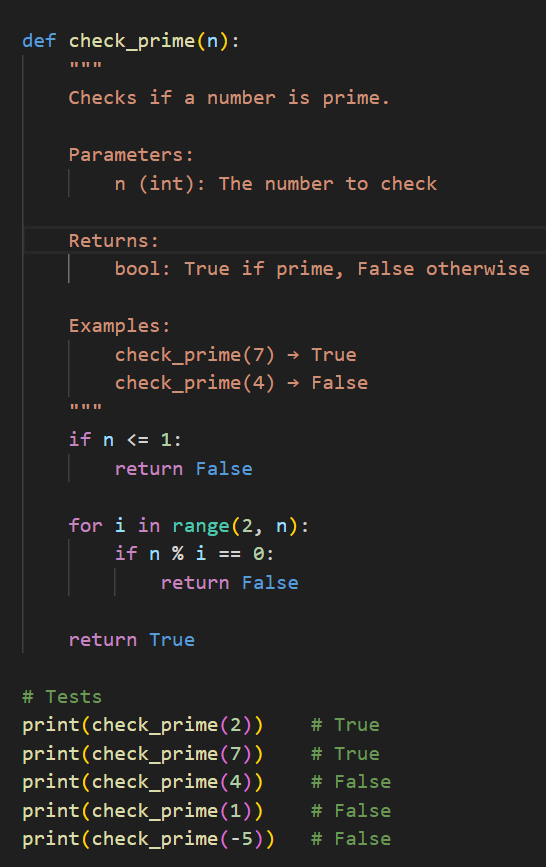 def check_prime(n):
    """
    Checks if a number is prime.

    Parameters:
        n (int): The number to check

    Returns:
        bool: True if prime, False otherwise

    Examples:
        check_prime(7) → True
        check_prime(4) → False
    """
    if n <= 1:
        return False

    for i in range(2, n):
        if n % i == 0:
            return False

    return True

# Tests
print(check_prime(2))    # True
print(check_prime(7))    # True
print(check_prime(4))    # False
print(check_prime(1))    # False
print(check_prime(-5))   # False